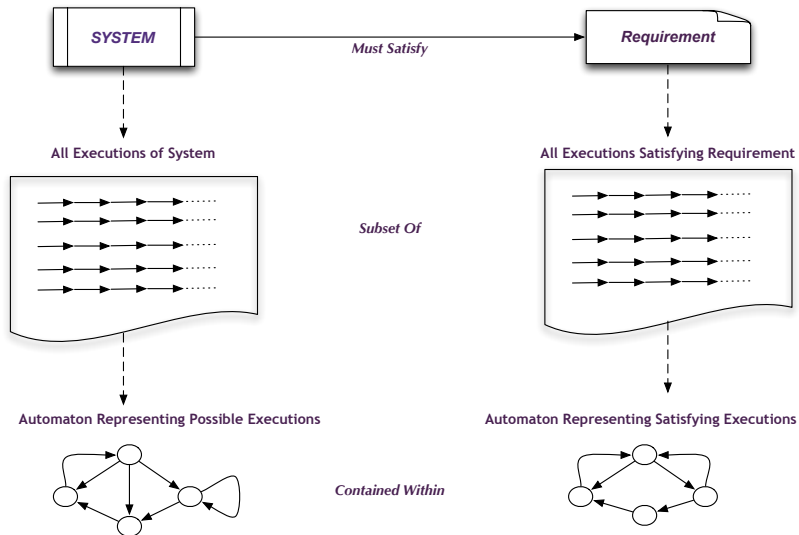 SYSTEM
Must Satisfy
Requirement
All Executions of System
All Executions Satisfying Requirement
Subset Of
Automaton Representing Possible Executions
Automaton Representing Satisfying Executions
Contained Within